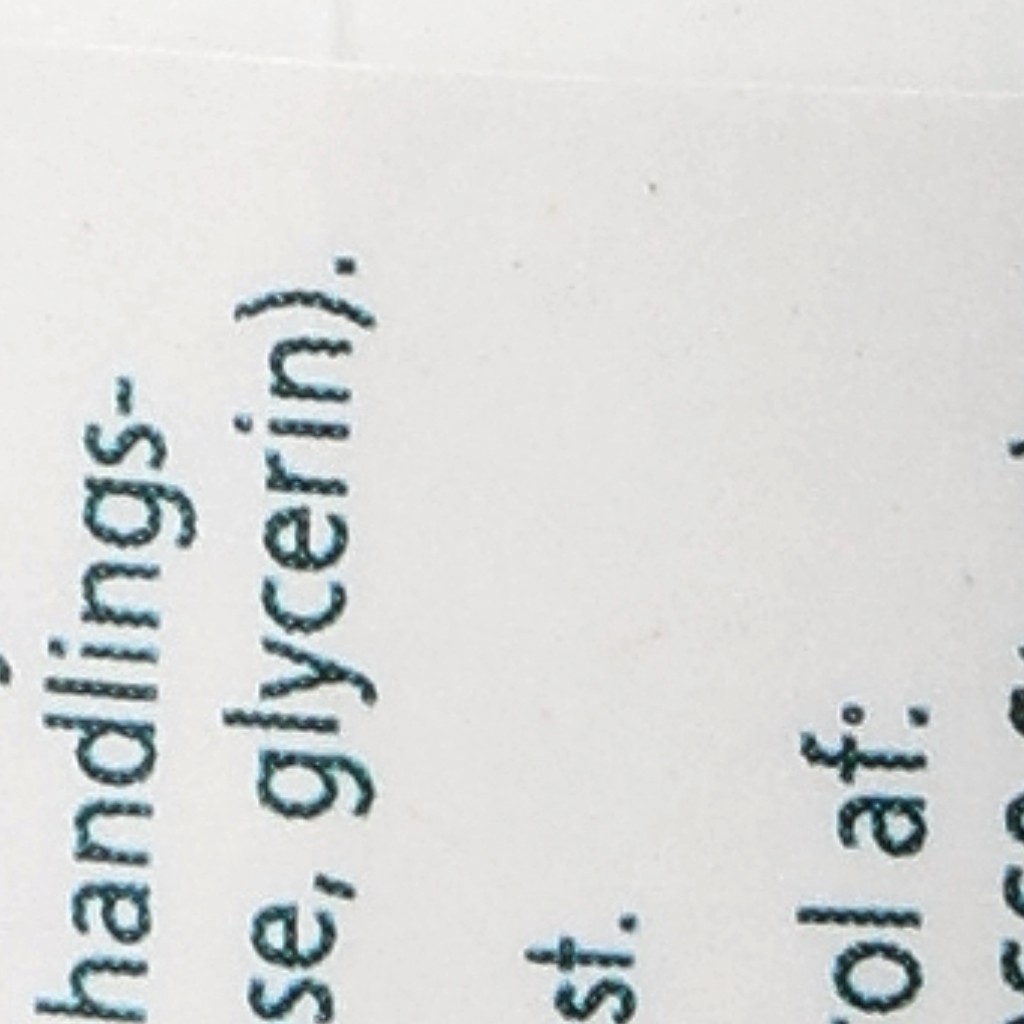 handlings-
se, glycerin).
st.
ol af: